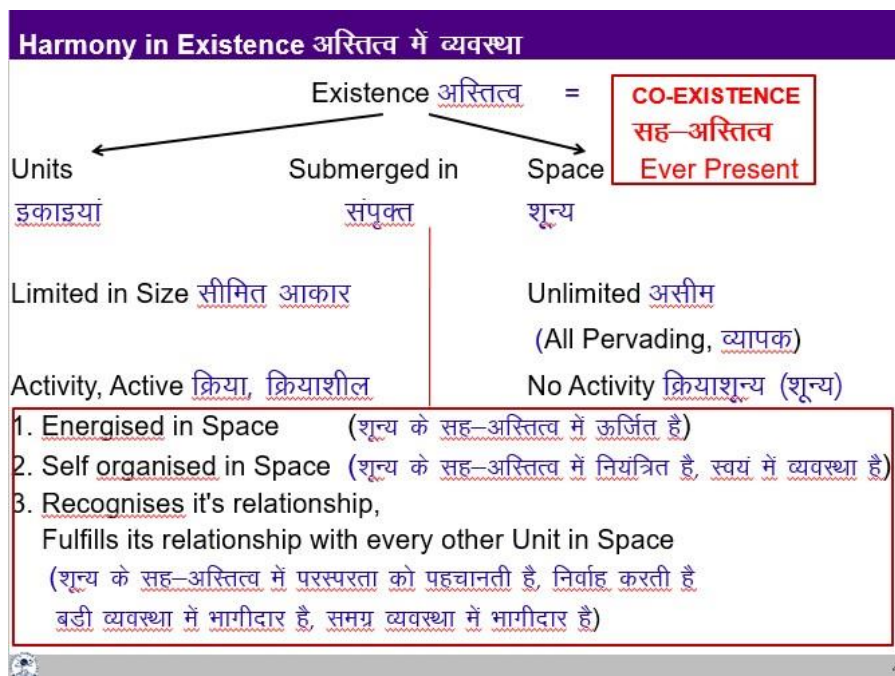 Harmony in Existence अस्तित्व में व्यवस्था
Existence अस्तित्व = CO-EXISTENCE
सह–अस्तित्व
Ever Present
Units Submerged in Space
इकाइयां संपृक्त शून्य
Limited in Size सीमित आकार Unlimited असीम
(All Pervading, व्यापक)
Activity, Active क्रिया, क्रियाशील No Activity क्रियाशून्य (शून्य)
1. Energised in Space (शून्य के सह–अस्तित्व में ऊर्जित है)
2. Self organised in Space (शून्य के सह–अस्तित्व में नियंत्रित है, स्वयं में व्यवस्था है)
3. Recognises it's relationship,
Fulfills its relationship with every other Unit in Space
(शून्य के सह–अस्तित्व में परस्परता को पहचानती है, निर्वाह करती है
बडी व्यवस्था में भागीदार है, समग्र व्यवस्था में भागीदार है)